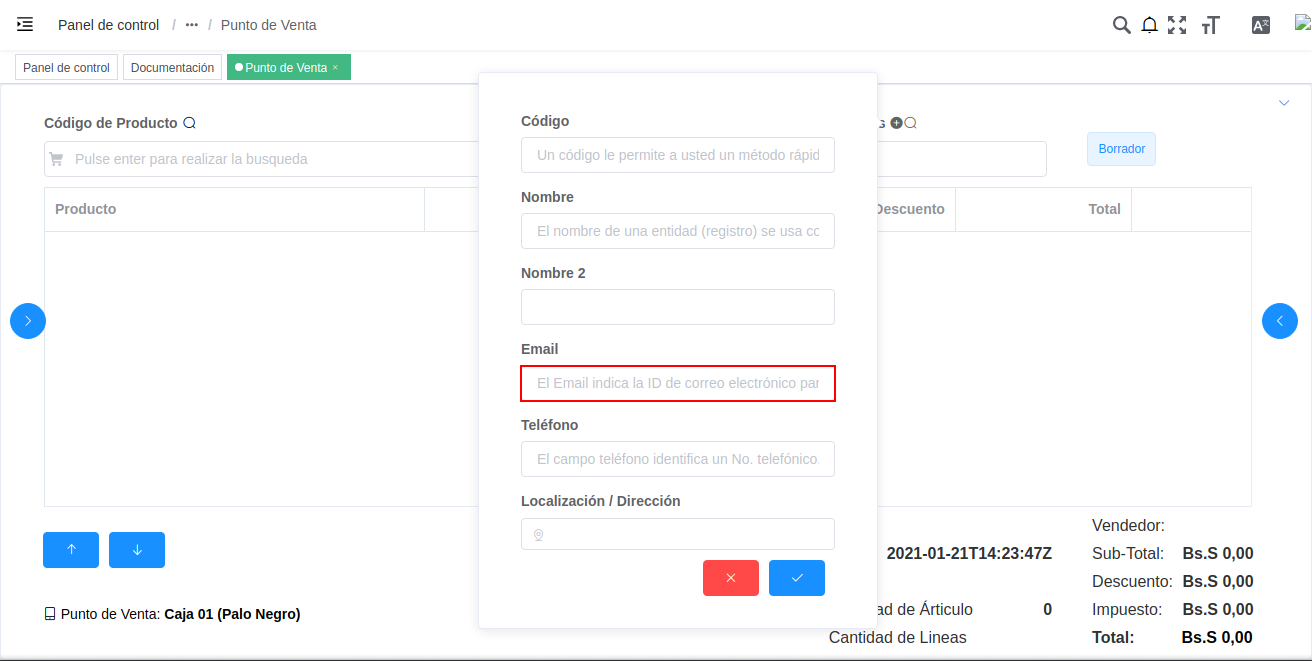 Panel de control / ••• / Punto de Venta
Panel de control
Documentación
Punto de Venta ×
Código de Producto
Pulse enter para realizar la busqueda
Borrador
Producto
Descuento
Total
Código
Un código le permite a usted un método rápid
Nombre
El nombre de una entidad (registro) se usa co
Nombre 2
Email
El Email indica la ID de correo electrónico par
Teléfono
El campo teléfono identifica un No. telefónico
Localización / Dirección
Vendedor:
2021-01-21T14:23:47Z
Sub-Total: Bs.S 0,00
Descuento: Bs.S 0,00
ad de Árticulo 0
Impuesto: Bs.S 0,00
Cantidad de Lineas
Total: Bs.S 0,00
Punto de Venta: Caja 01 (Palo Negro)